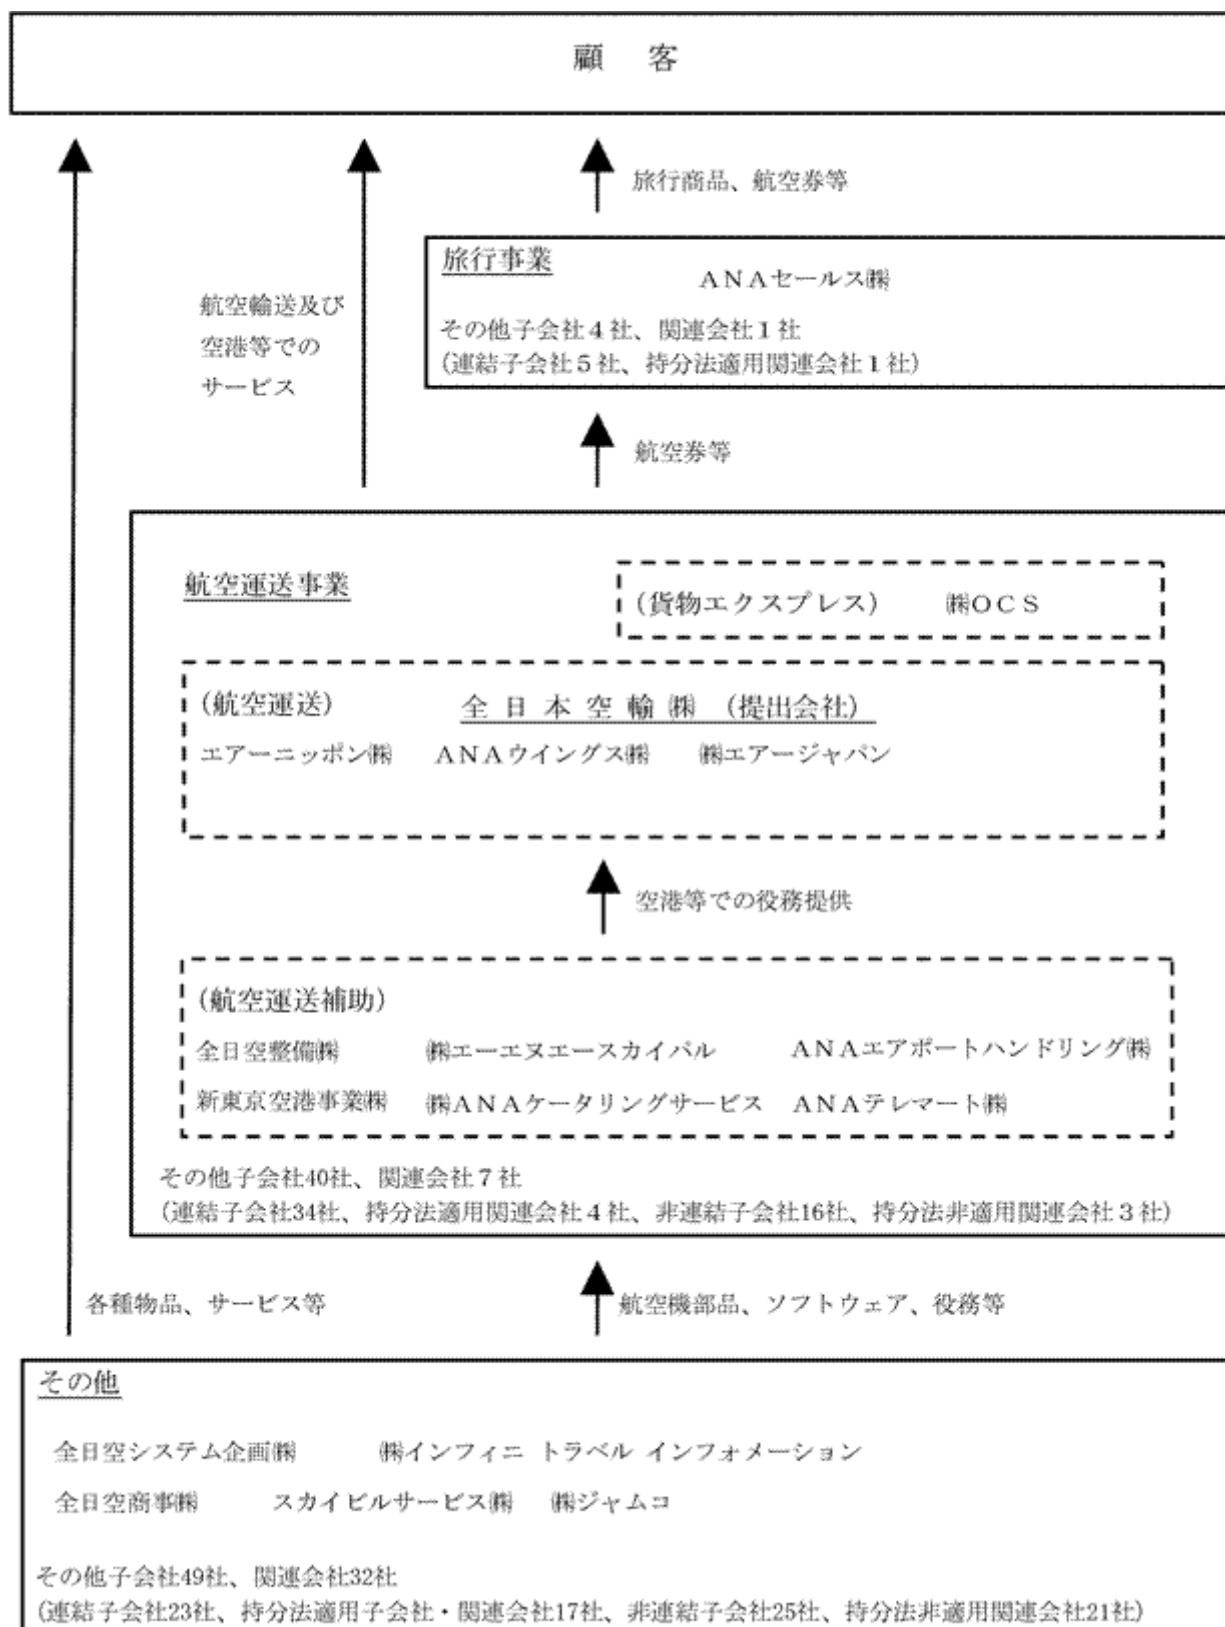 顧 客
旅行商品、航空券等
旅行事業
ANAセールス㈱
その他子会社4社、関連会社1社
(連結子会社5社、持分法適用関連会社1社)
航空輸送及び
空港等での
サービス
航空券等
航空運送事業
(貨物エクスプレス) ㈱OCS
(航空運送) 全日本空輸㈱ (提出会社)
エアーニッポン㈱ ANAウイングス㈱ ㈱エアージャパン
空港等での役務提供
(航空運送補助)
全日空整備㈱ ㈱エーエヌエースカイパル ANAエアポートハンドリング㈱
新東京空港事業㈱ ㈱ANAケータリングサービス ANAテレマート㈱
その他子会社40社、関連会社7社
(連結子会社34社、持分法適用関連会社4社、非連結子会社16社、持分法非適用関連会社3社)
各種物品、サービス等
航空機部品、ソフトウェア、役務等
その他
全日空システム企画㈱ ㈱インフィニ トラベル インフォメーション
全日空商事㈱ スカイビルサービス㈱ ㈱ジャムコ
その他子会社49社、関連会社32社
(連結子会社23社、持分法適用子会社・関連会社17社、非連結子会社25社、持分法非適用関連会社21社)